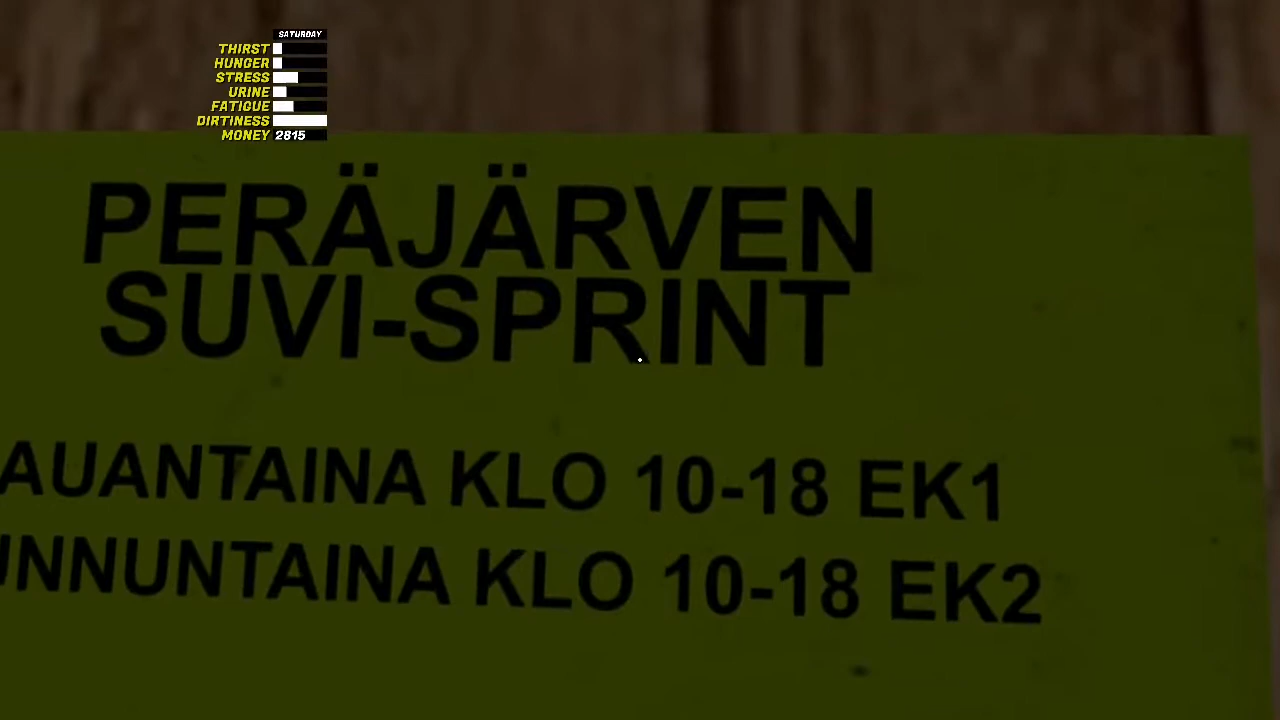 SATURDAY
THIRST
HUNGER
STRESS
URINE
FATIGUE
DIRTINESS
MONEY 2815
PERÄJÄRVEN
SUVI-SPRINT
AUANTAINA KLO 10-18 EK1
UNNUNTAINA KLO 10-18 EK2